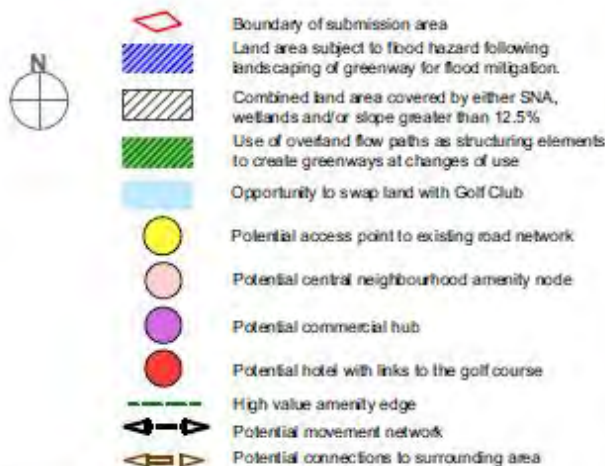 N
Boundary of submission area
Land area subject to flood hazard following
landscaping of greenway for flood mitigation.
Combined land area covered by either SNA,
wetlands and/or slope greater than 12.5%
Use of overland flow paths as structuring elements
to create greenways at changes of use
Opportunity to swap land with Golf Club
Potential access point to existing road network
Potential central neighbourhood amenity node
Potential commercial hub
Potential hotel with links to the golf course
High value amenity edge
Potential movement network
Potential connections to surrounding area